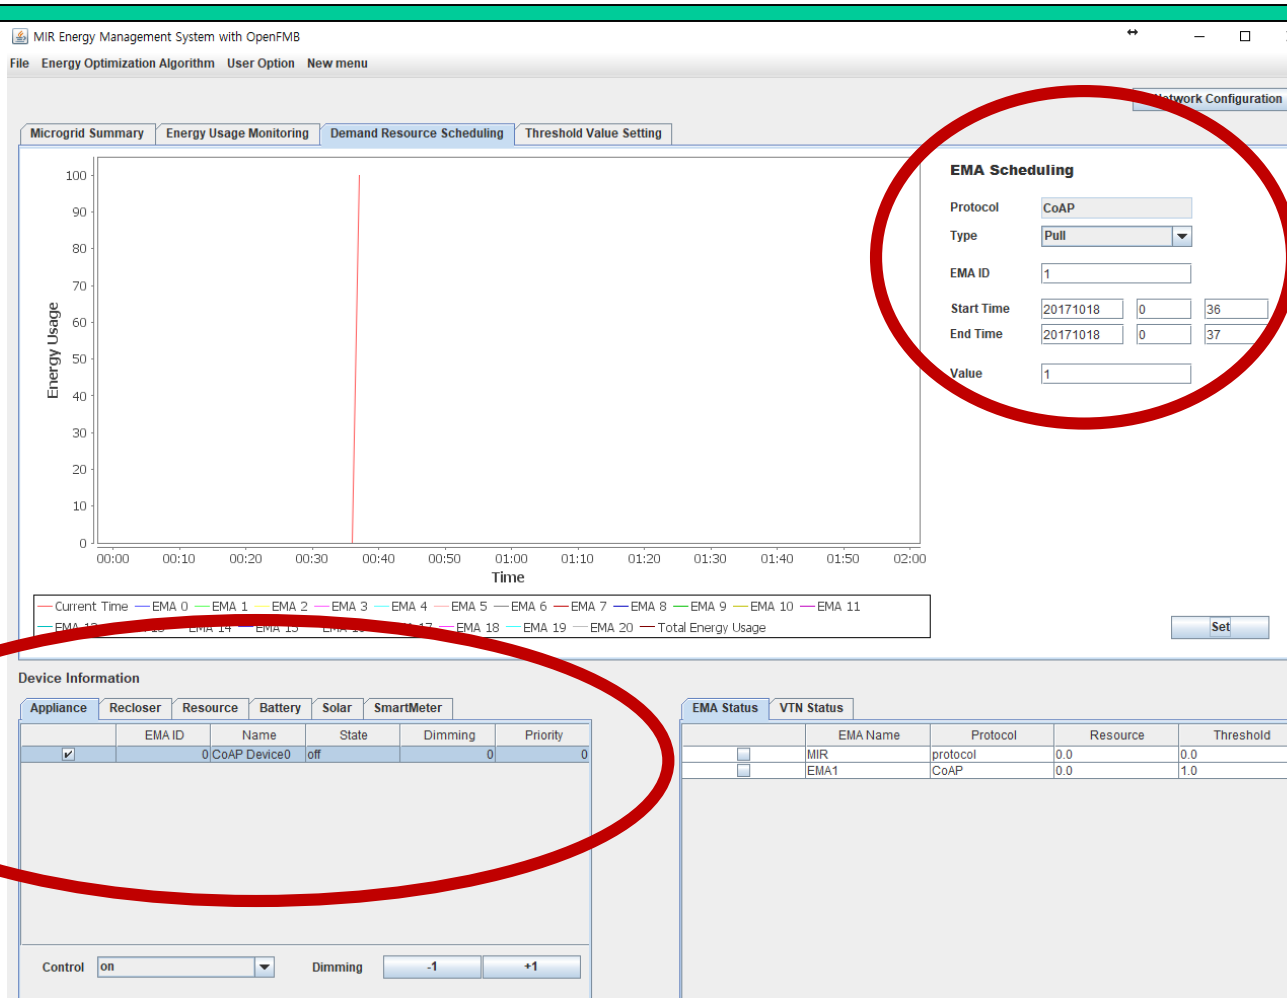 MIR Energy Management System with OpenFMB
File Energy Optimization Algorithm User Option New menu
Network Configuration
Microgrid Summary Energy Usage Monitoring Demand Resource Scheduling Threshold Value Setting
EMA Scheduling
Protocol CoAP
Type Pull
EMA ID 1
Start Time 20171018 0 36
End Time 20171018 0 37
Value 1
Set
Energy Usage
100
90
80
70
60
50
40
30
20
10
0
00:00 00:10 00:20 00:30 00:40 00:50 01:00 01:10 01:20 01:30 01:40 01:50 02:00
Time
Current Time EMA 0 EMA 1 EMA 2 EMA 3 EMA 4 EMA 5 EMA 6 EMA 7 EMA 8 EMA 9 EMA 10 EMA 11
EMA 18 EMA 19 EMA 20 Total Energy Usage
Device Information
Appliance Recloser Resource Battery Solar SmartMeter
EMA ID Name State Dimming Priority
0 CoAP Device0 off 0 0
Control on Dimming -1 +1
EMA Status VTN Status
EMA Name Protocol Resource Threshold
MIR protocol 0.0 0.0
EMA1 CoAP 0.0 1.0